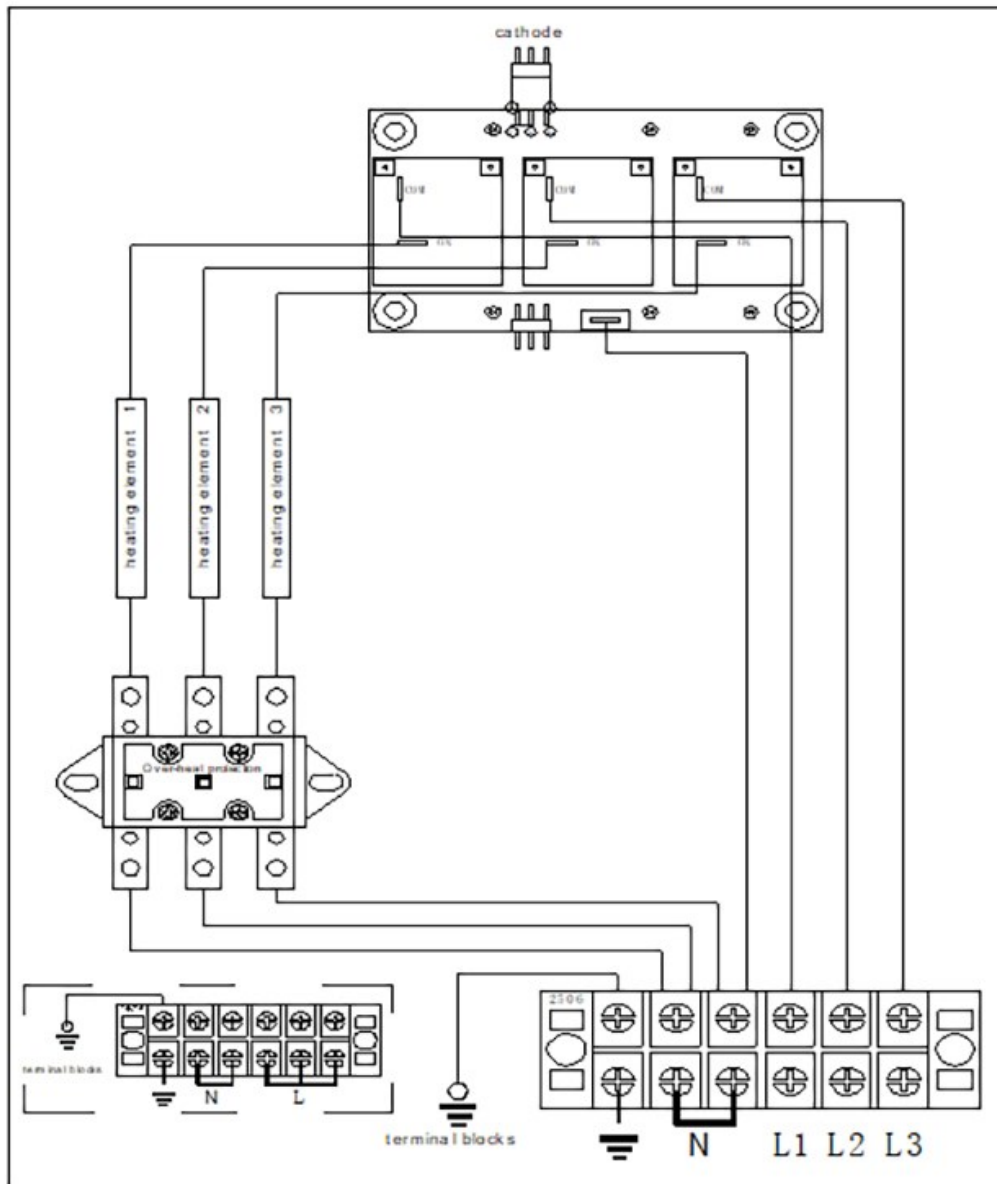 cathode
COM COM COM
heating element 1
heating element 2
heating element 3
Over-heat protection
2506
terminal blocks
N L
terminal blocks
N L1 L2 L3